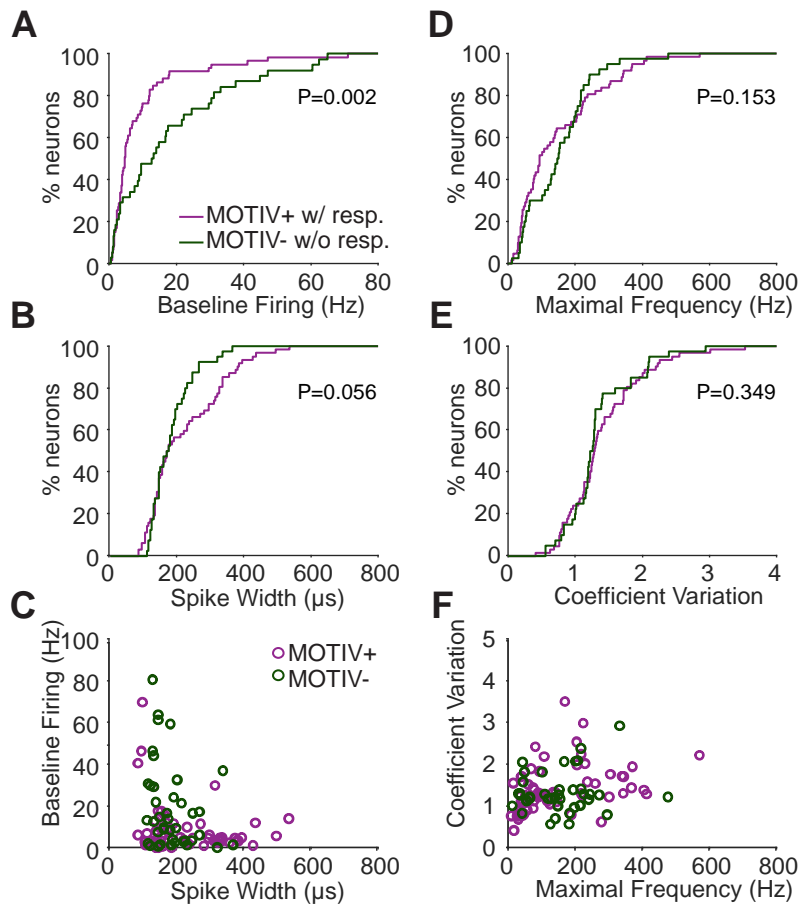 A
100
80
60
40
20
0
% neurons
P=0.002
MOTIV+ w/ resp.
MOTIV- w/o resp.
0 20 40 60 80
Baseline Firing (Hz)
D
100
80
60
40
20
0
% neurons
P=0.153
0 200 400 600 800
Maximal Frequency (Hz)
B
100
80
60
40
20
0
% neurons
P=0.056
0 200 400 600 800
Spike Width (µs)
E
100
80
60
40
20
0
% neurons
P=0.349
0 1 2 3 4
Coefficient Variation
C
100
80
60
40
20
0
Baseline Firing (Hz)
MOTIV+
MOTIV-
0 200 400 600 800
Spike Width (µs)
F
5
4
3
2
1
0
Coefficient Variation
0 200 400 600 800
Maximal Frequency (Hz)